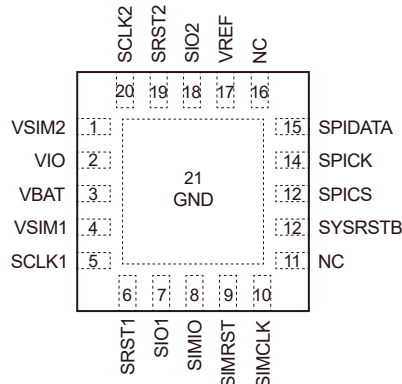 SCLK2
SRST2
SIO2
VREF
NC
20
19
18
17
16
VSIM2
1
15
SPIDATA
VIO
2
14
SPICK
VBAT
3
12
SPICS
VSIM1
4
12
SYSRSTB
SCLK1
5
11
NC
21
GND
6
7
8
9
10
SRST1
SIO1
SIMIO
SIMRST
SIMCLK